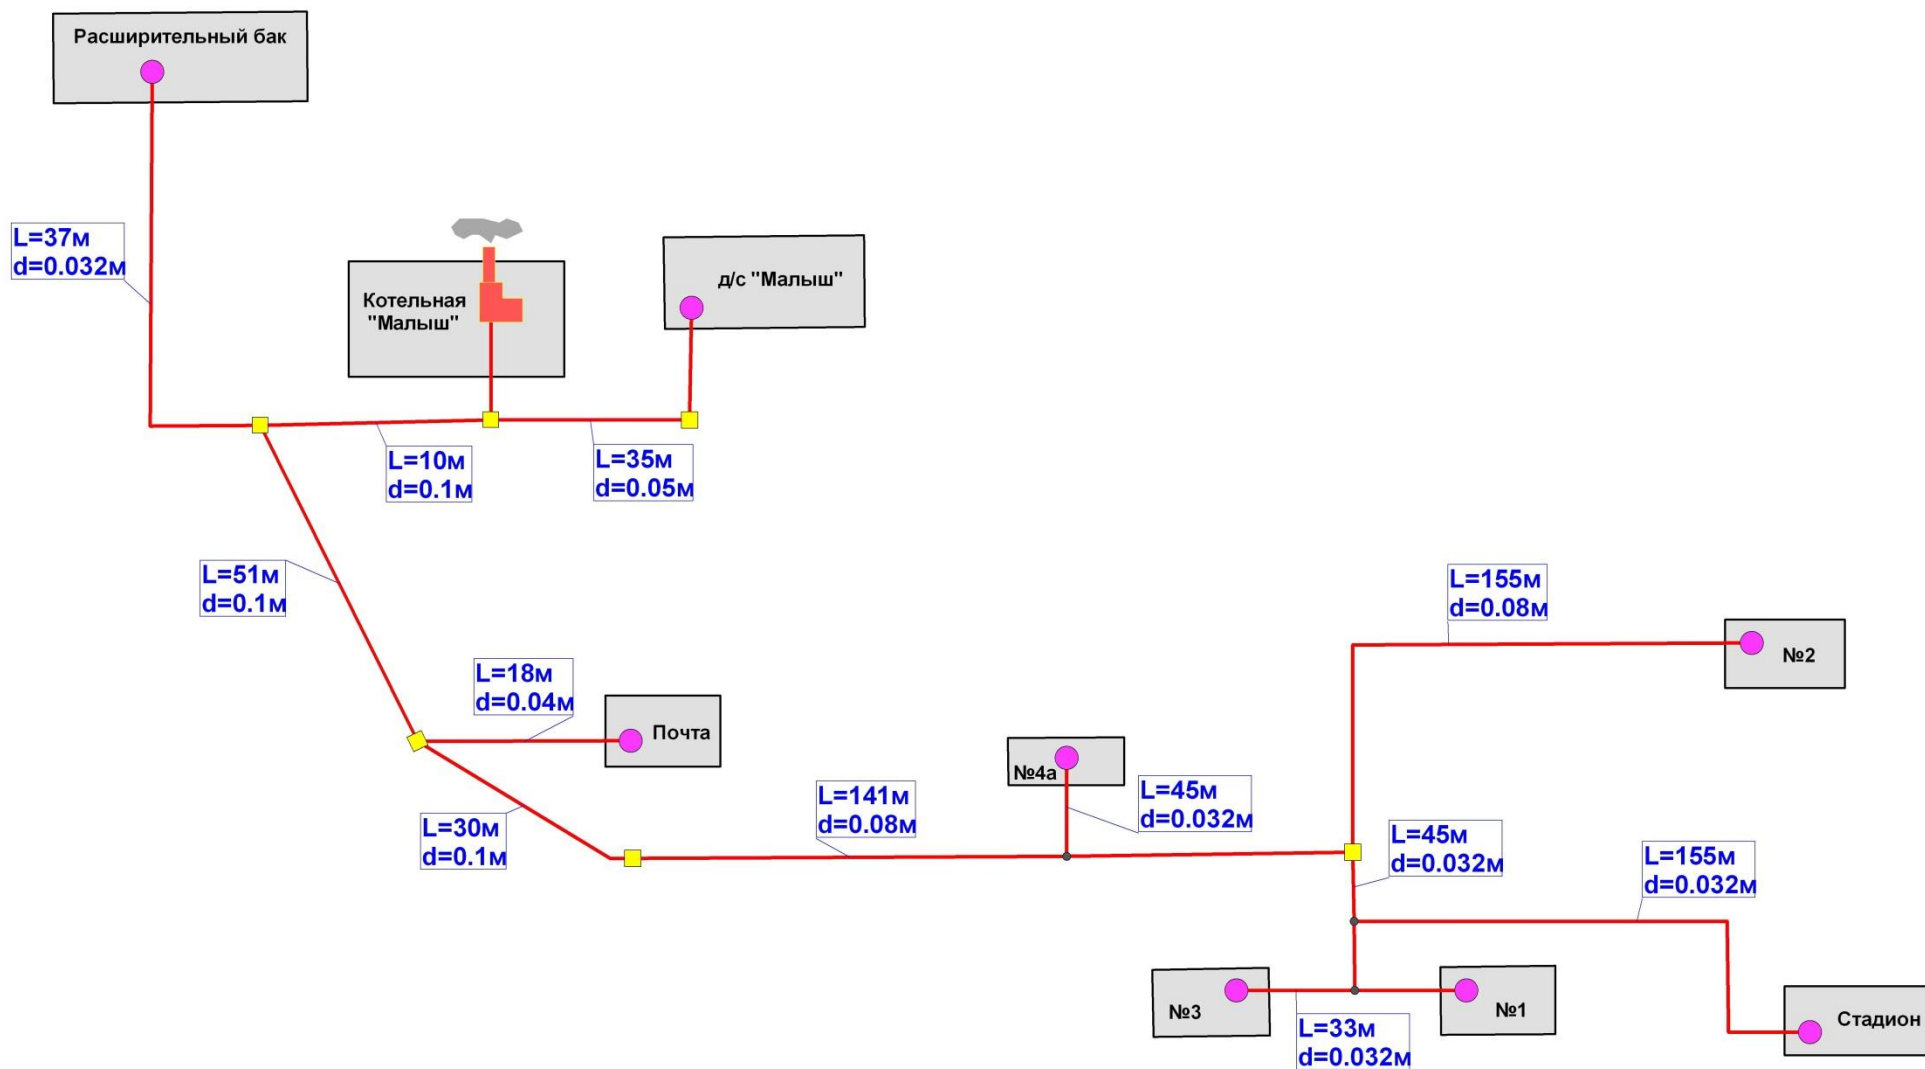 Расширительный бак
L=37м
d=0.032м
Котельная
"Малыш"
д/с "Малыш"
L=10м
d=0.1м
L=35м
d=0.05м
L=51м
d=0.1м
L=155м
d=0.08м
№2
L=18м
d=0.04м
Почта
№4а
L=45м
d=0.032м
L=141м
d=0.08м
L=30м
d=0.1м
L=45м
d=0.032м
L=155м
d=0.032м
№3
№1
L=33м
d=0.032м
Стадион